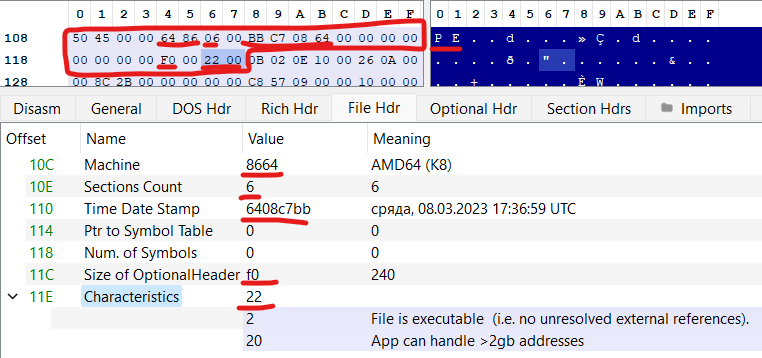 0 1 2 3 4 5 6 7 8 9 A B C D E F 0 1 2 3 4 5 6 7 8 9 A B C D E F
108 50 45 00 00 64 86 06 00 BB C7 08 64 00 00 00 00 P E . . d . . . » Ç . d . . . .
118 00 00 00 00 F0 00 22 00 0B 02 0E 10 00 26 0A 00 . . . . ð . " . . . . . . & . .
128 00 8C 2B 00 00 00 00 00 C8 57 09 00 00 10 00 00 . . + . . . . . È W . . . . . .
Disasm General DOS Hdr Rich Hdr File Hdr Optional Hdr Section Hdrs Imports
Offset Name Value Meaning
10C Machine 8664 AMD64 (K8)
10E Sections Count 6 6
110 Time Date Stamp 6408c7bb сряда, 08.03.2023 17:36:59 UTC
114 Ptr to Symbol Table 0 0
118 Num. of Symbols 0 0
11C Size of OptionalHeader f0 240
11E Characteristics 22
2 File is executable (i.e. no unresolved external references).
20 App can handle >2gb addresses